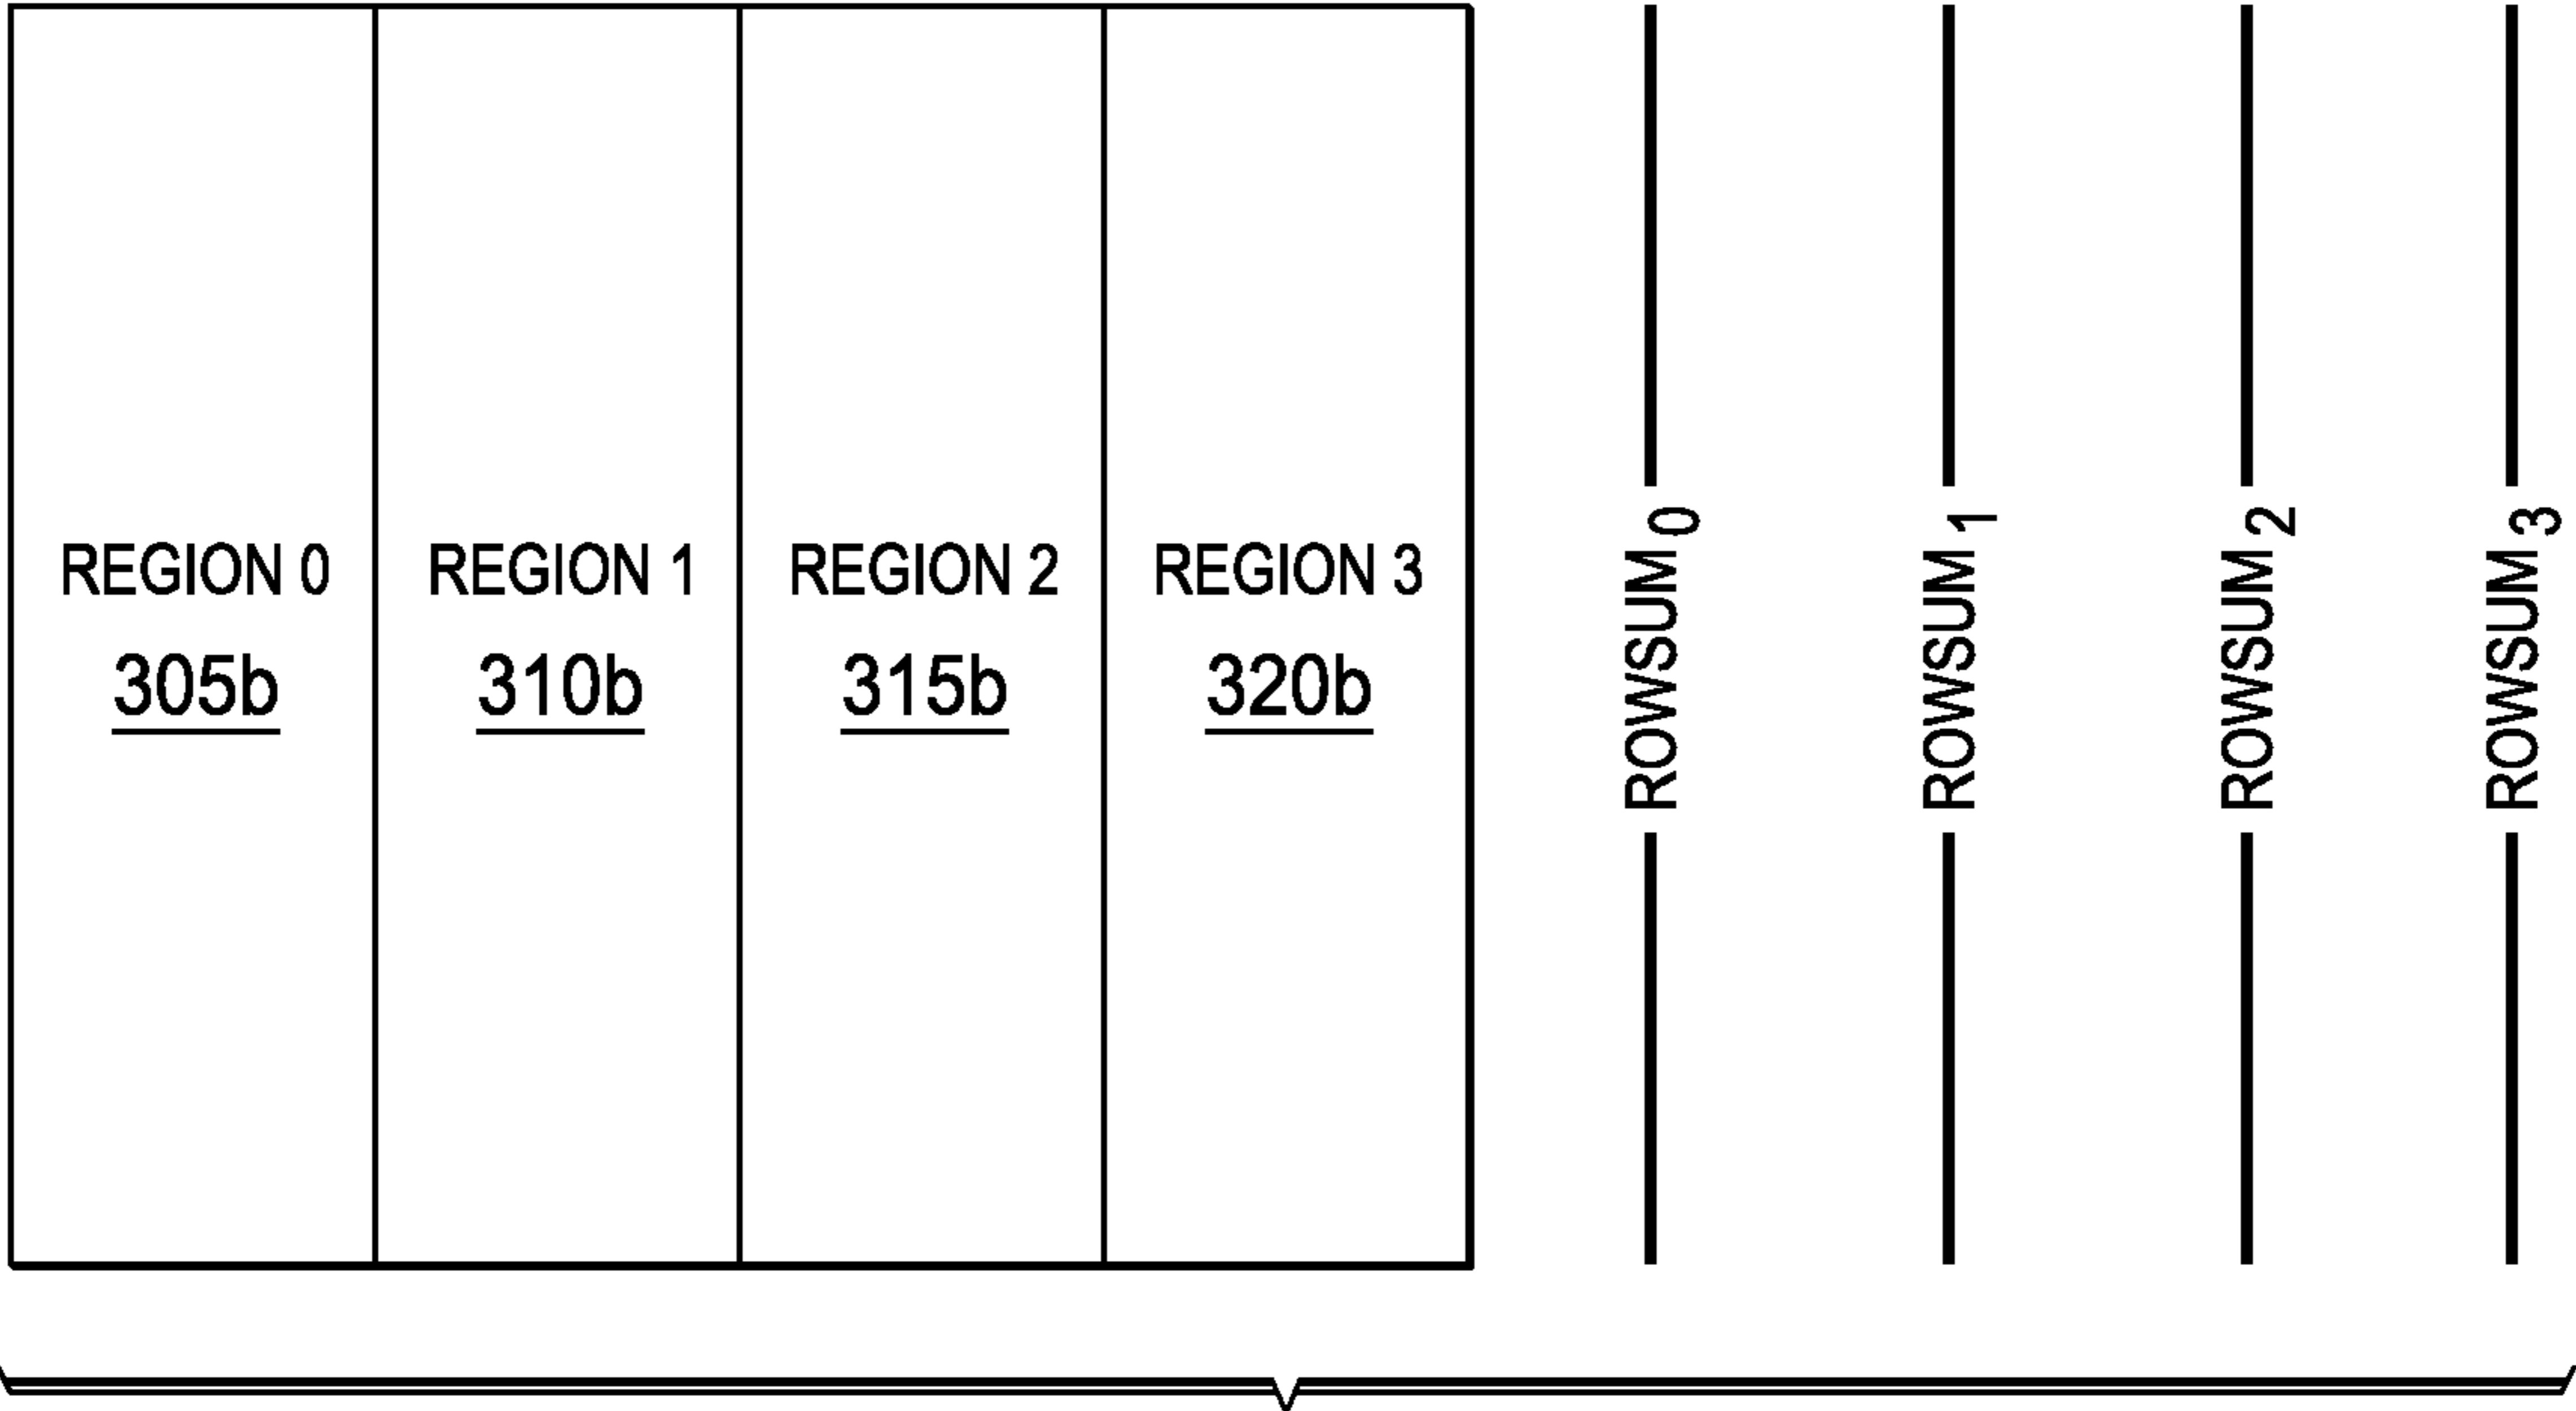 REGION 0
305b
REGION 1
310b
REGION 2
315b
REGION 3
320b
ROWSUM0
ROWSUM1
ROWSUM2
ROWSUM3